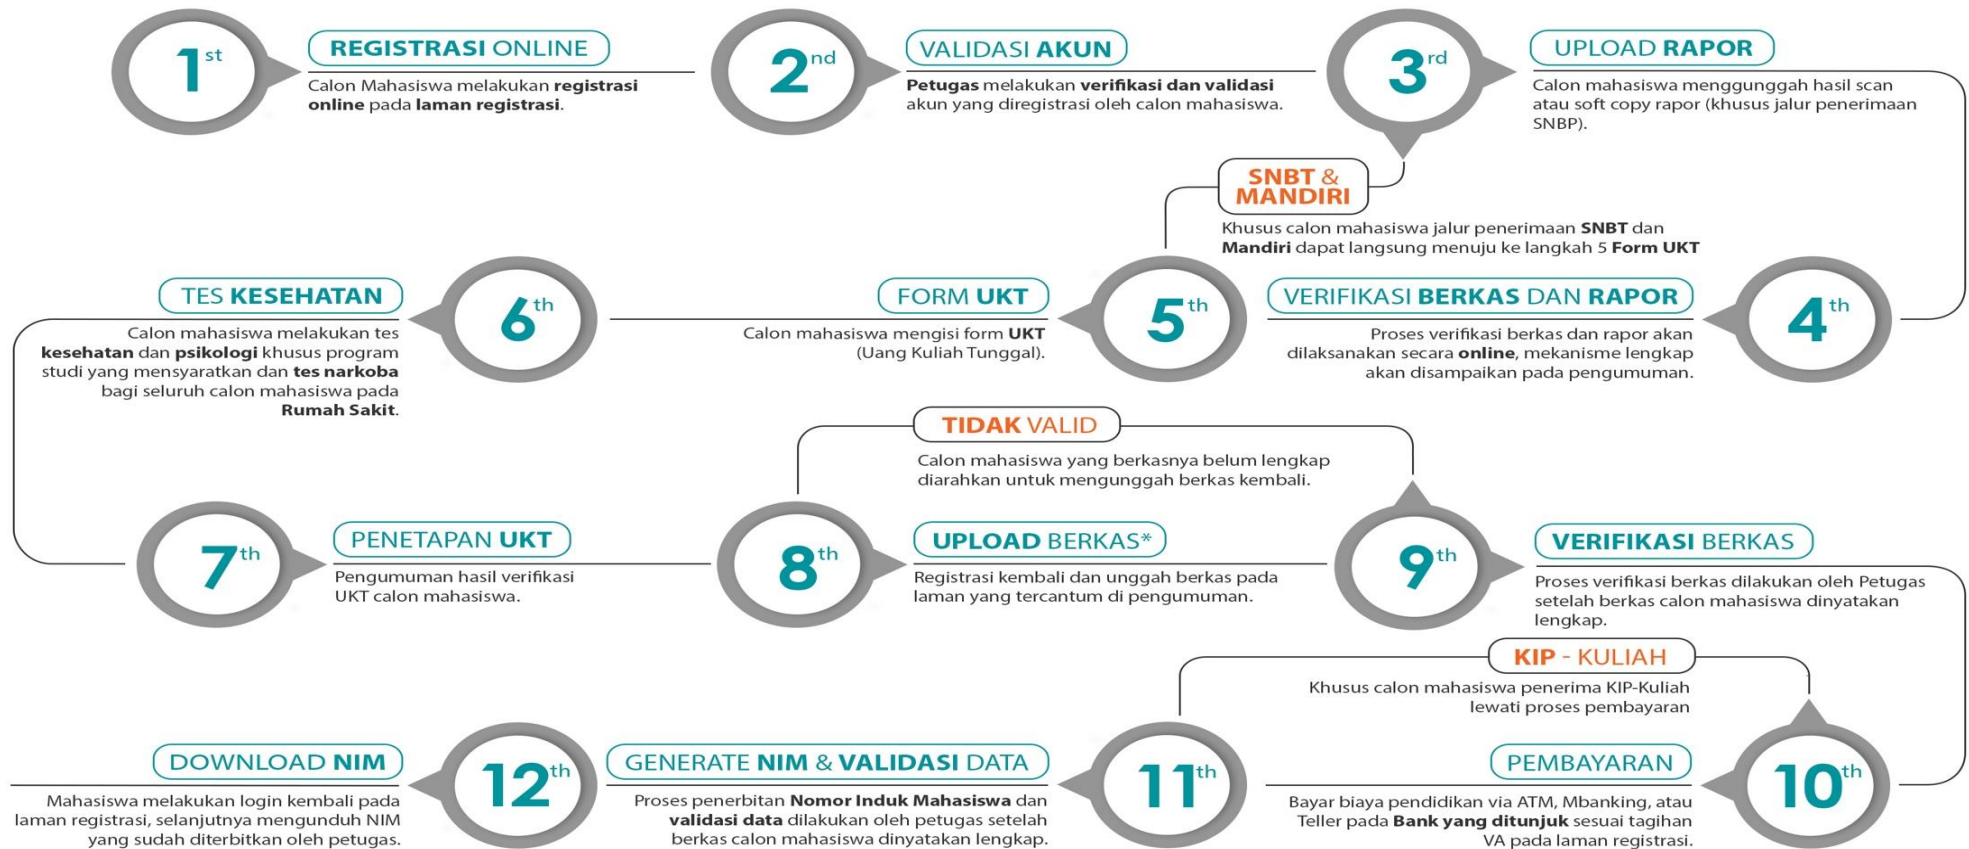 1st
REGISTRASI ONLINE
Calon Mahasiswa melakukan registrasi
online pada laman registrasi.
2nd
VALIDASI AKUN
Petugas melakukan verifikasi dan validasi
akun yang diregistrasi oleh calon mahasiswa.
3rd
UPLOAD RAPOR
Calon mahasiswa menggunggah hasil scan
atau soft copy rapor (khusus jalur penerimaan
SNBP).
SNBT &
MANDIRI
Khusus calon mahasiswa jalur penerimaan SNBT dan
Mandiri dapat langsung menuju ke langkah 5 Form UKT
4th
VERIFIKASI BERKAS DAN RAPOR
Proses verifikasi berkas dan rapor akan
dilaksanakan secara online, mekanisme lengkap
akan disampaikan pada pengumuman.
5th
FORM UKT
Calon mahasiswa mengisi form UKT
(Uang Kuliah Tunggal).
6th
TES KESEHATAN
Calon mahasiswa melakukan tes
kesehatan dan psikologi khusus program
studi yang mensyaratkan dan tes narkoba
bagi seluruh calon mahasiswa pada
Rumah Sakit.
7th
PENETAPAN UKT
Pengumuman hasil verifikasi
UKT calon mahasiswa.
8th
UPLOAD BERKAS*
Registrasi kembali dan unggah berkas pada
laman yang tercantum di pengumuman.
TIDAK VALID
Calon mahasiswa yang berkasnya belum lengkap
diarahkan untuk mengunggah berkas kembali.
9th
VERIFIKASI BERKAS
Proses verifikasi berkas dilakukan oleh Petugas
setelah berkas calon mahasiswa dinyatakan
lengkap.
KIP - KULIAH
Khusus calon mahasiswa penerima KIP-Kuliah
lewati proses pembayaran
10th
PEMBAYARAN
Bayar biaya pendidikan via ATM, Mbanking, atau
Teller pada Bank yang ditunjuk sesuai tagihan
VA pada laman registrasi.
11th
GENERATE NIM & VALIDASI DATA
Proses penerbitan Nomor Induk Mahasiswa dan
validasi data dilakukan oleh petugas setelah
berkas calon mahasiswa dinyatakan lengkap.
12th
DOWNLOAD NIM
Mahasiswa melakukan login kembali pada
laman registrasi, selanjutnya mengunduh NIM
yang sudah diterbitkan oleh petugas.